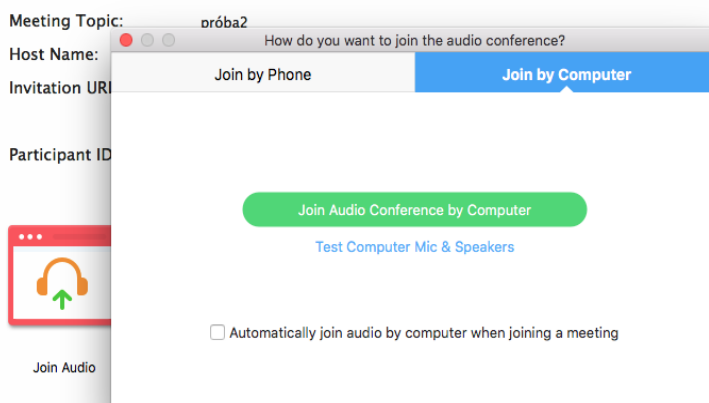 Meeting Topic: próba2
How do you want to join the audio conference?
Host Name:
Join by Phone
Join by Computer
Invitation URL
Participant ID
Join Audio Conference by Computer
Test Computer Mic & Speakers
Automatically join audio by computer when joining a meeting
Join Audio